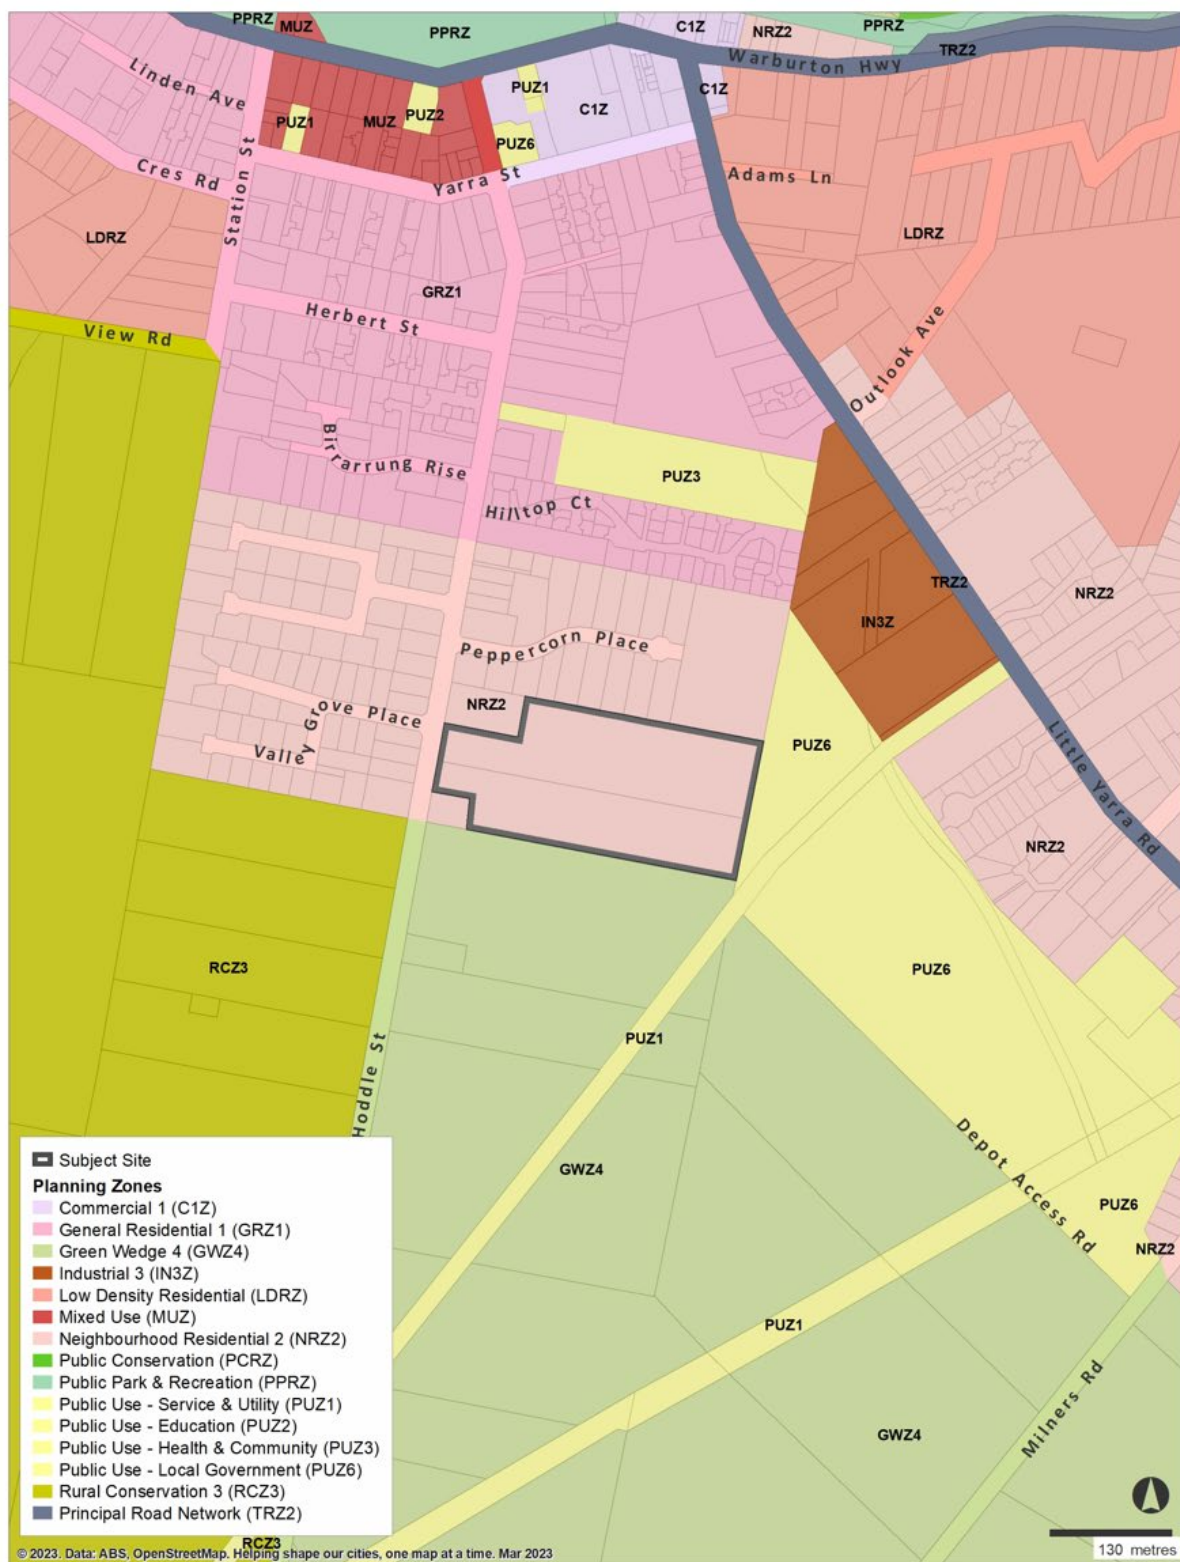 PPRZ
MUZ
PPRZ
C1Z
NRZ2
PPRZ
TRZ2
Warburton Hwy
Linden Ave
PUZ1
C1Z
C1Z
PUZ1
MUZ
PUZ2
PUZ6
Cres Rd
Station St
Yarra St
Adams Ln
LDRZ
LDRZ
GRZ1
Herbert St
View Rd
Outlook Ave
Birrarrung Rise
PUZ3
Hilltop Ct
TRZ2
NRZ2
IN3Z
Peppercorn Place
NRZ2
Valley Grove Place
PUZ6
Little Yarra Rd
NRZ2
RCZ3
PUZ6
PUZ1
Hoddle St
GWZ4
Depot Access Rd
PUZ6
NRZ2
PUZ1
Milners Rd
GWZ4
Subject Site
Planning Zones
Commercial 1 (C1Z)
General Residential 1 (GRZ1)
Green Wedge 4 (GWZ4)
Industrial 3 (IN3Z)
Low Density Residential (LDRZ)
Mixed Use (MUZ)
Neighbourhood Residential 2 (NRZ2)
Public Conservation (PCRZ)
Public Park & Recreation (PPRZ)
Public Use - Service & Utility (PUZ1)
Public Use - Education (PUZ2)
Public Use - Health & Community (PUZ3)
Public Use - Local Government (PUZ6)
Rural Conservation 3 (RCZ3)
Principal Road Network (TRZ2)
RCZ3
130 metres
© 2023. Data: ABS, OpenStreetMap. Helping shape our cities, one map at a time. Mar 2023